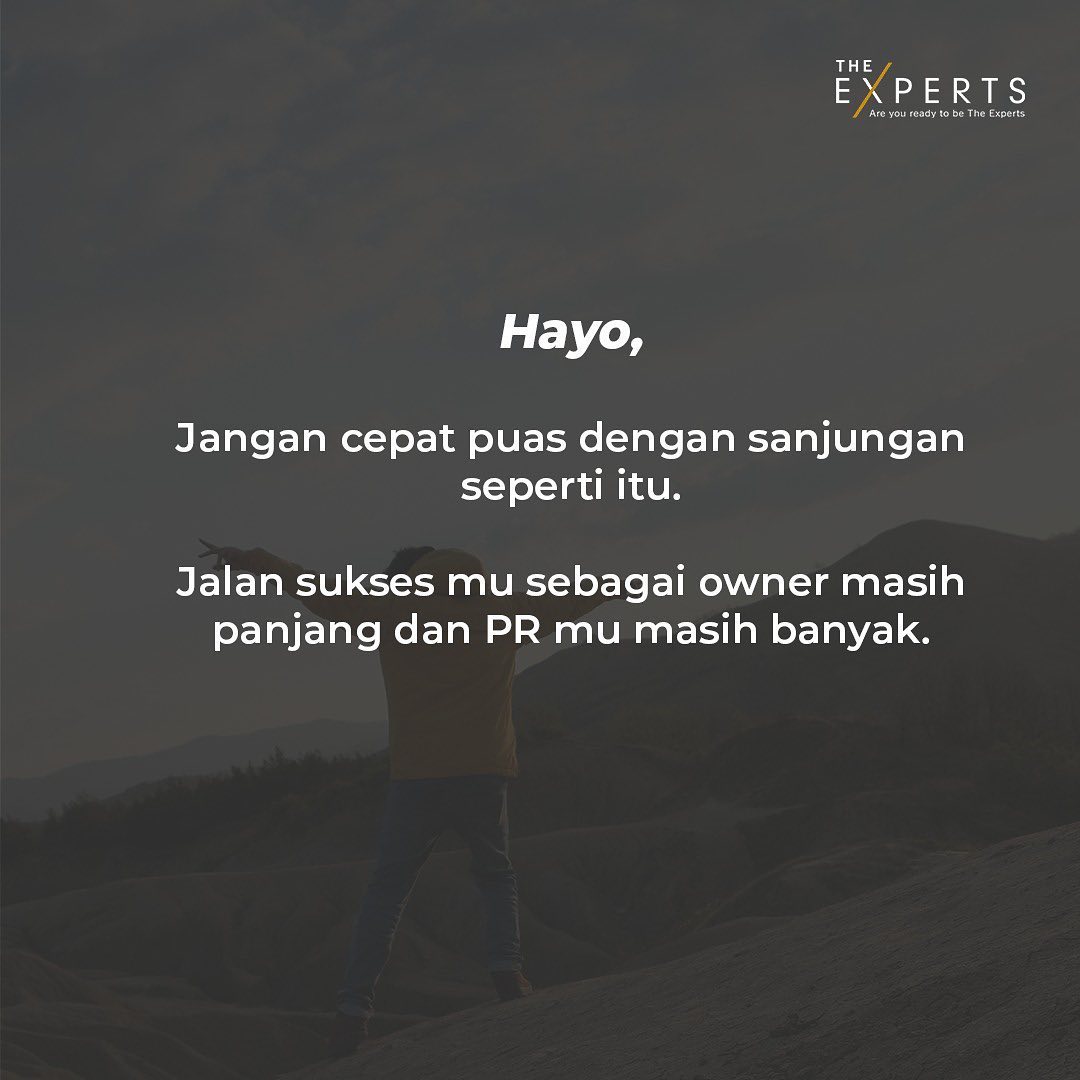 THE
EXPERTS
Are you ready to be The Experts
Hayo,
Jangan cepat puas dengan sanjungan
seperti itu.
Jalan sukses mu sebagai owner masih
panjang dan PR mu masih banyak.